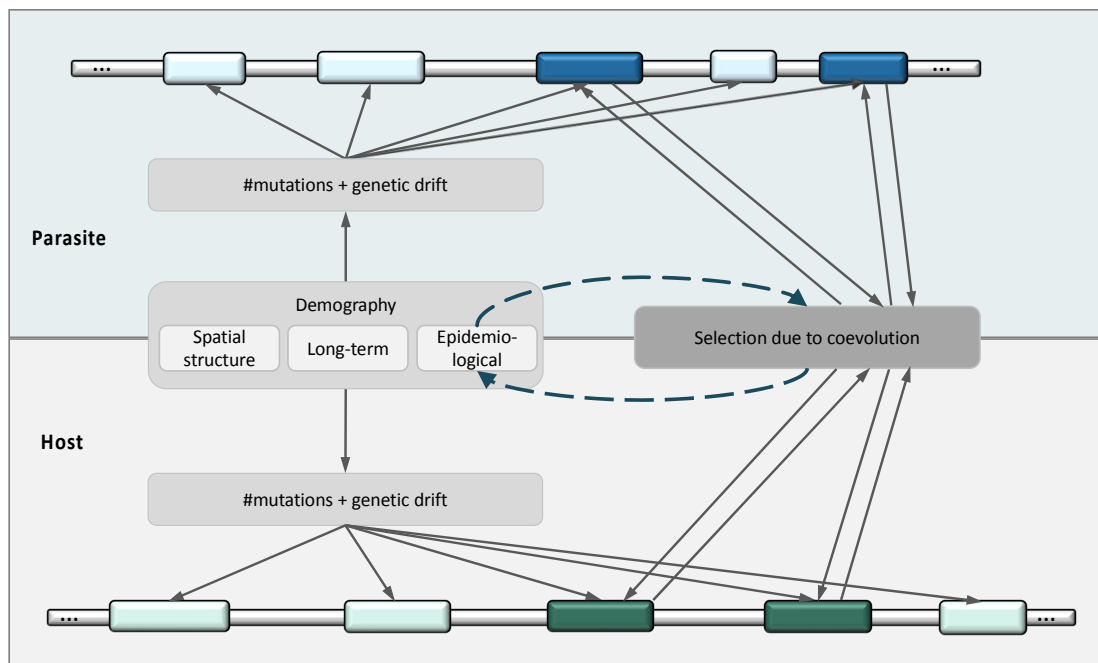 ... ...
#mutations + genetic drift
Parasite
Demography
Spatial
structure
Long-term
Epidemio-
logical
Selection due to coevolution
Host
#mutations + genetic drift
... ...